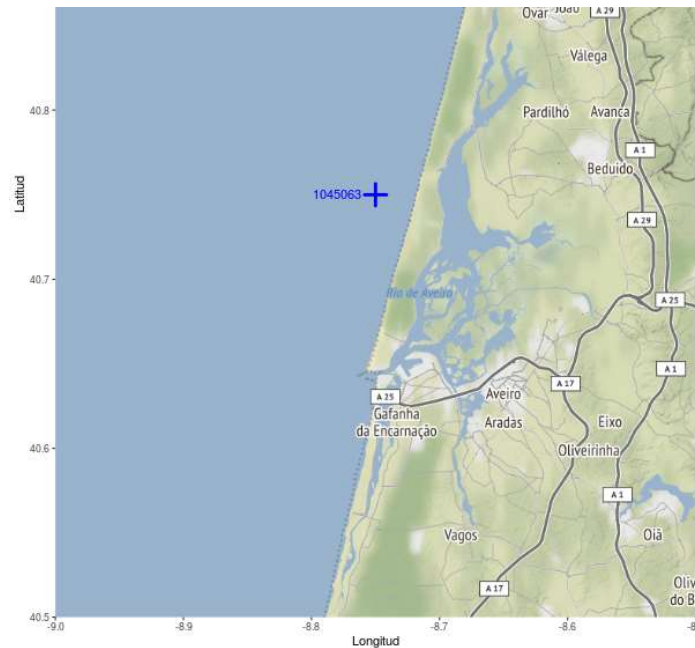 Ovar
João
A 29
Válega
40.8
Pardilhó
Avanca
A 1
Beduido
Latitud
1045063
A 29
40.7
Ria de Aveiro
A 25
A 1
A 17
A 25
Aveiro
Gafanha
da Encarnação
Aradas
Eixo
40.6
Oliveirinha
A 1
Vagos
Oiã
A 17
Oliv
do B
40.5
-9.0
-8.9
-8.8
-8.7
-8.6
Longitud